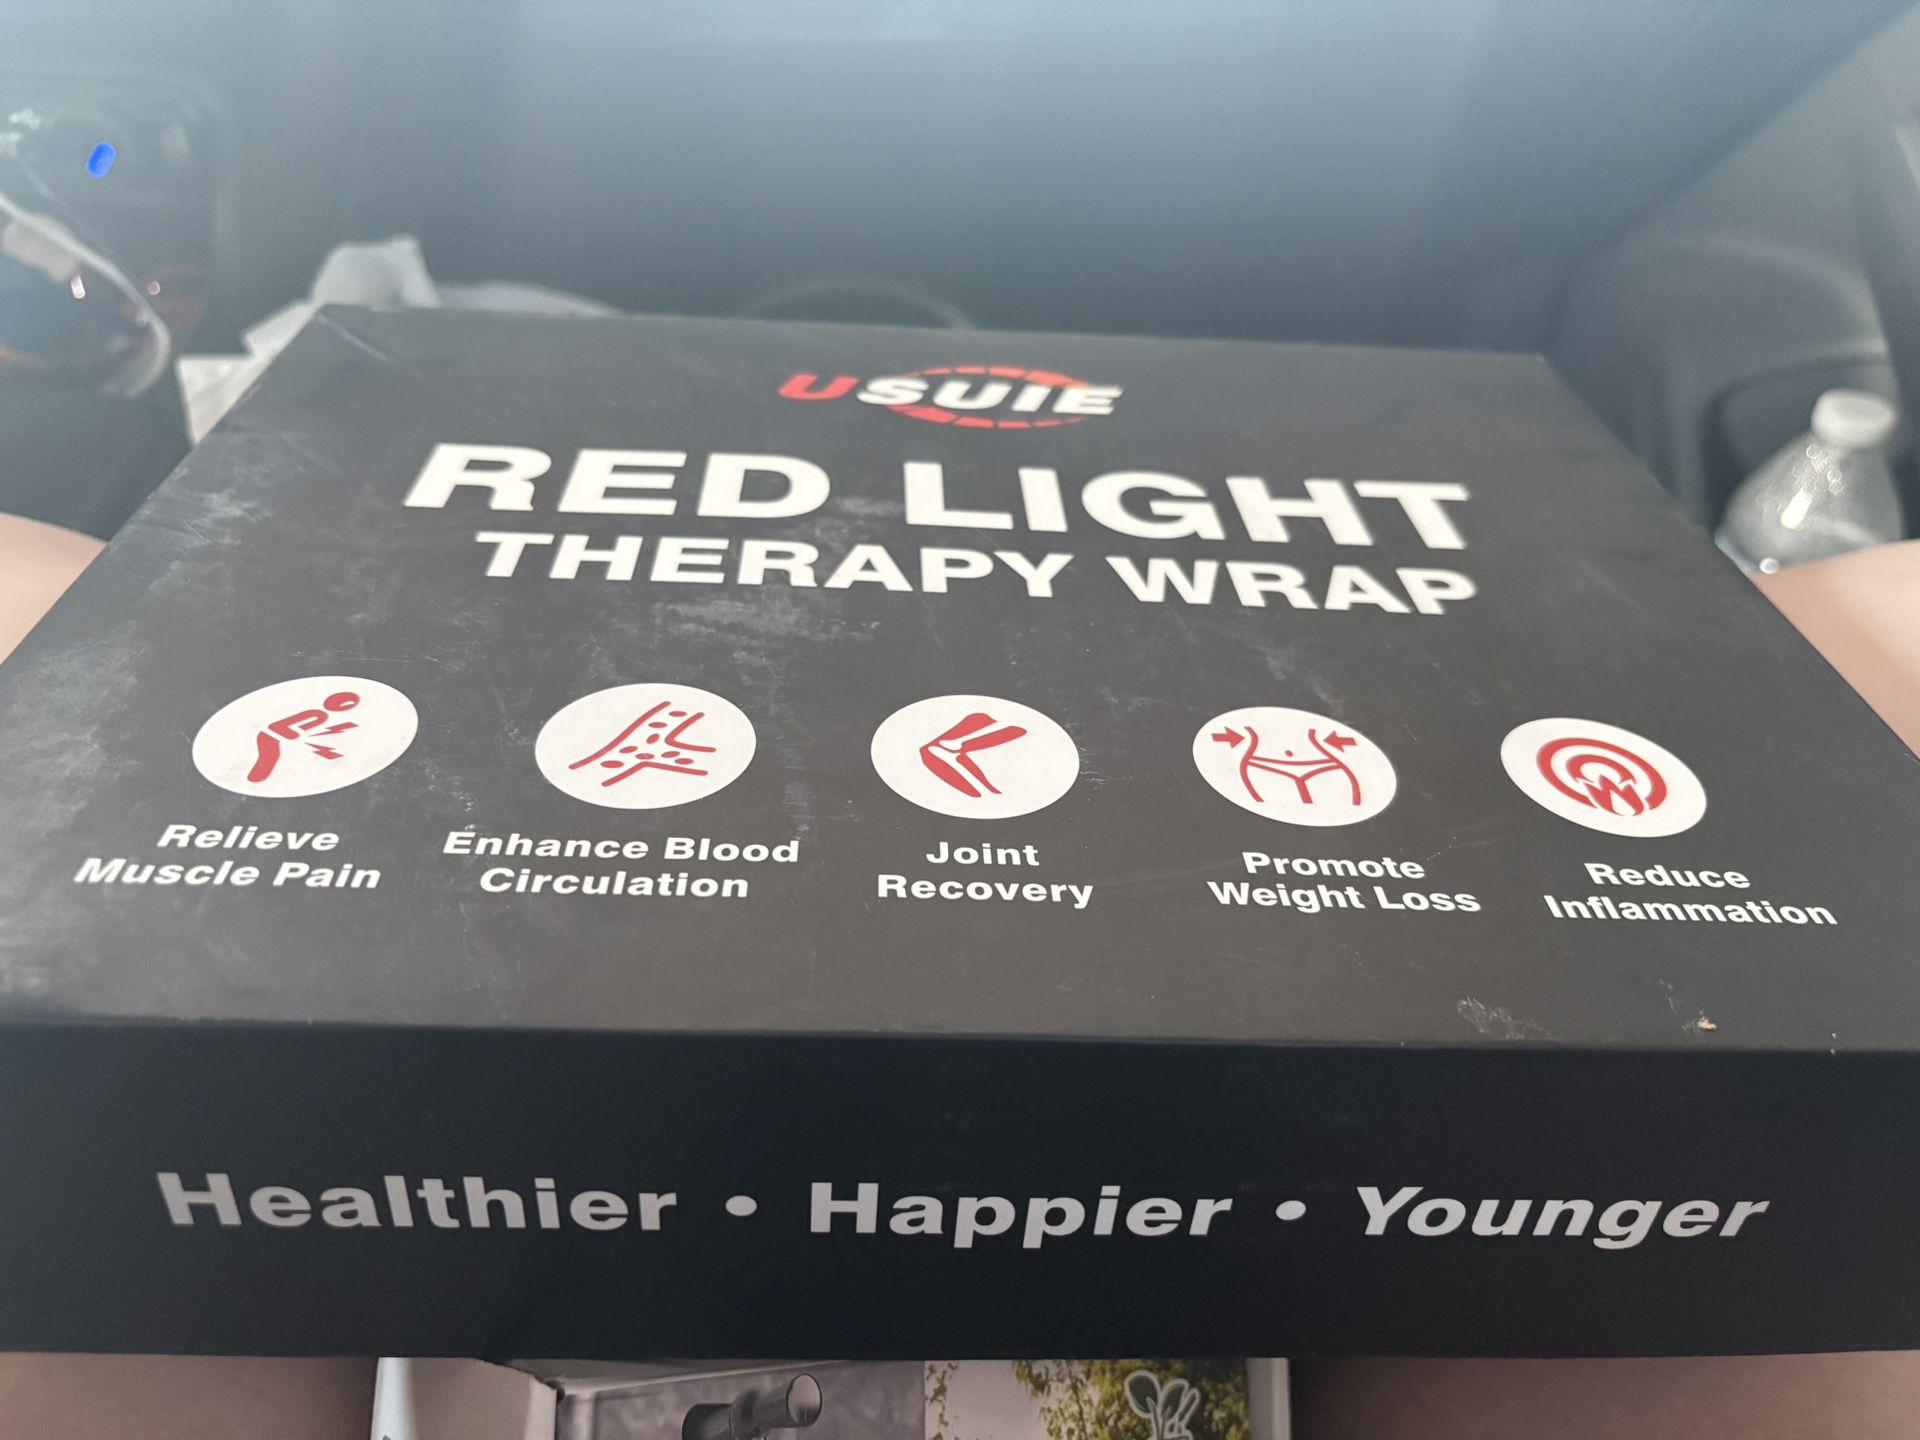 USUIE
RED LIGHT
THERAPY WRAP
Relieve
Muscle Pain
Enhance Blood
Circulation
Joint
Recovery
Promote
Weight Loss
Reduce
Inflammation
Healthier • Happier • Younger